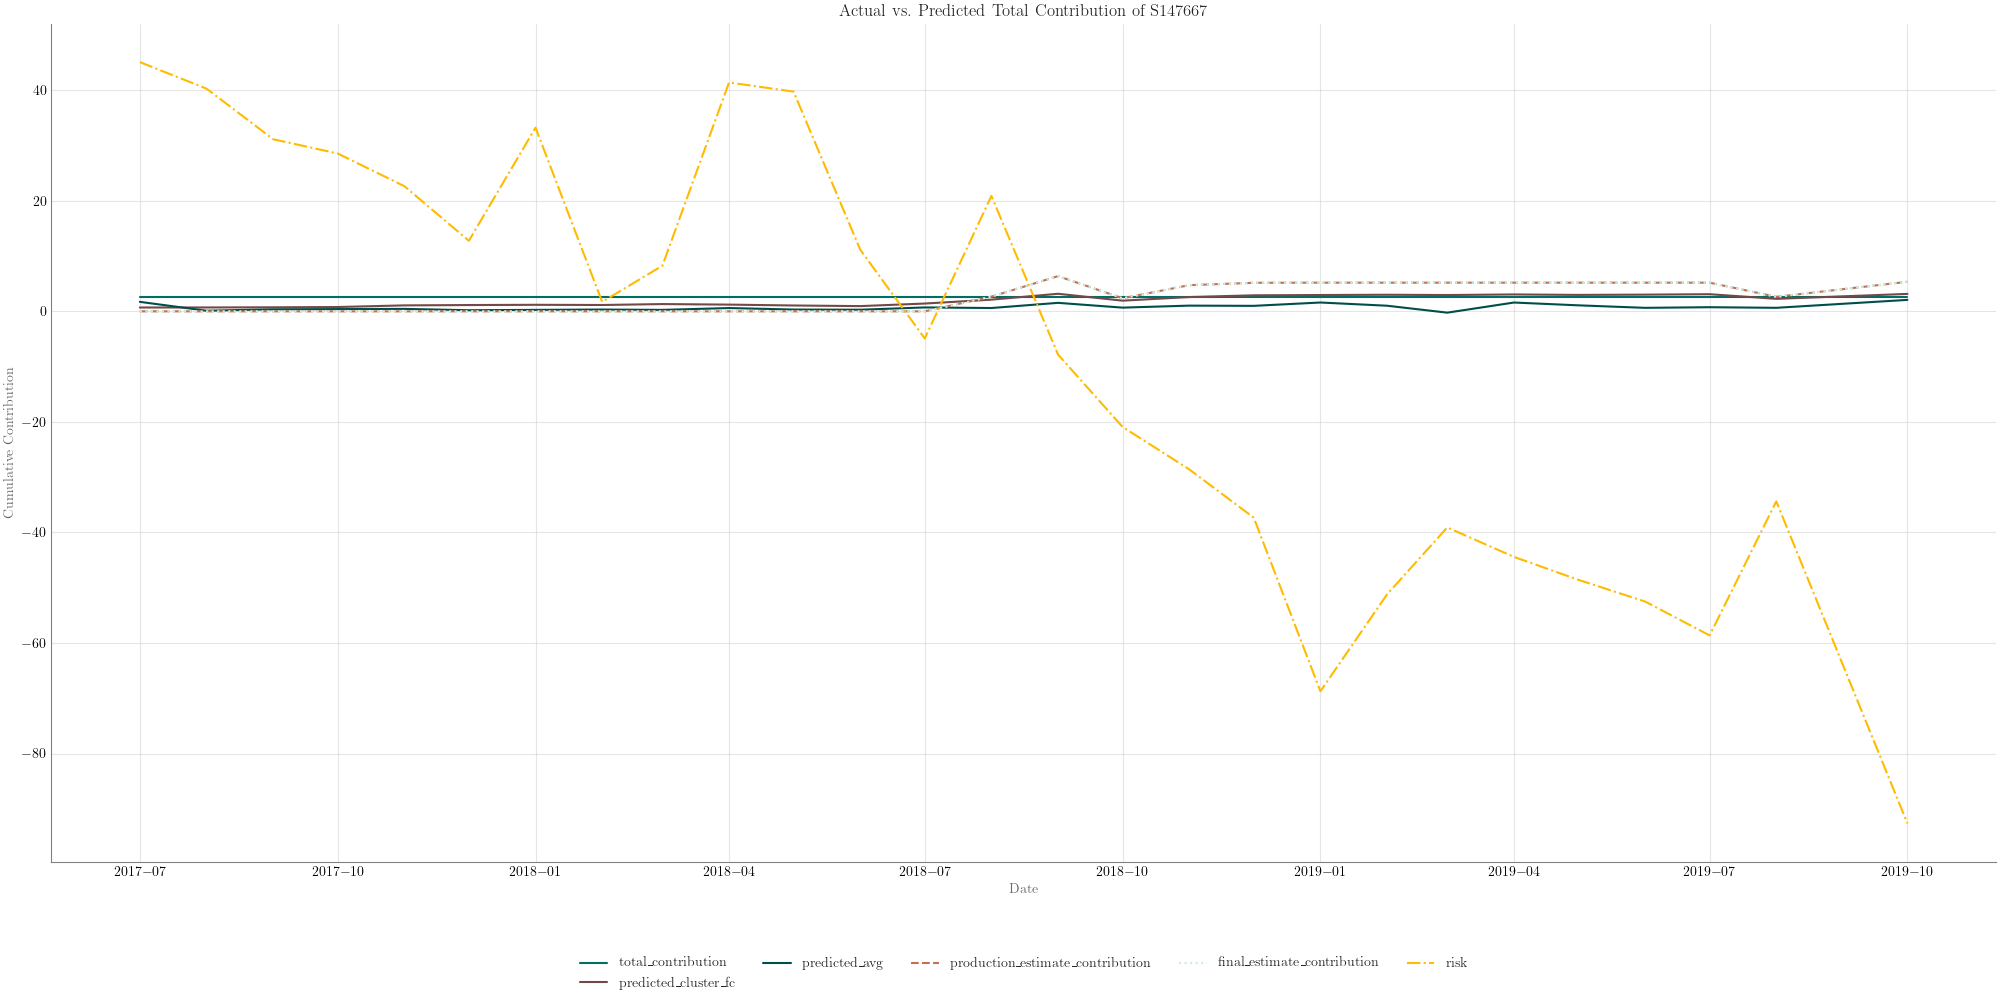 Actual vs. Predicted Total Contribution of S147667
Cumulative Contribution
40
20
0
−20
−40
−60
−80
2017−07 2017−10 2018−01 2018−04 2018−07 2018−10 2019−01 2019−04 2019−07 2019−10
Date
total_contribution predicted_avg production_estimate_contribution final_estimate_contribution risk
predicted_cluster_fc